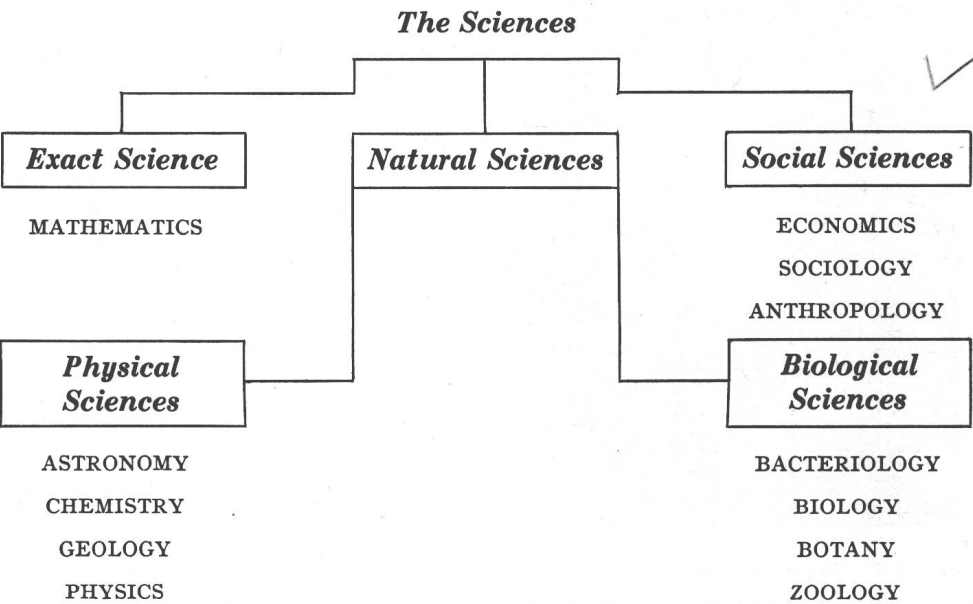 The Sciences
Exact Science
MATHEMATICS
Natural Sciences
Social Sciences
ECONOMICS
SOCIOLOGY
ANTHROPOLOGY
Physical
Sciences
ASTRONOMY
CHEMISTRY
GEOLOGY
PHYSICS
Biological
Sciences
BACTERIOLOGY
BIOLOGY
BOTANY
ZOOLOGY